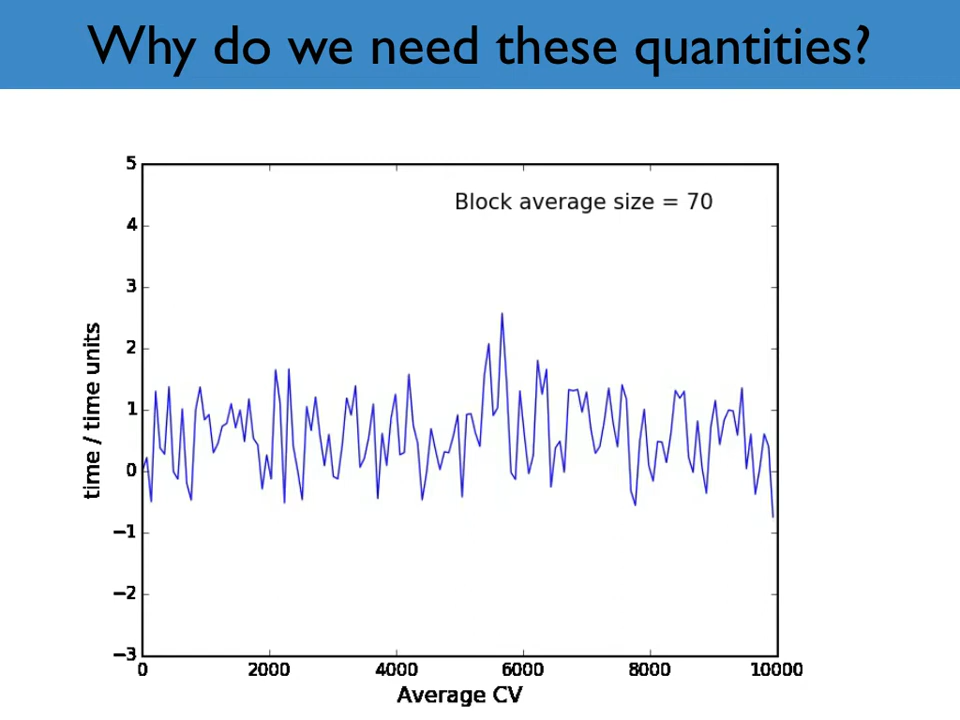 Why do we need these quantities?
Block average size = 70
5
4
3
2
1
0
−1
−2
−3
time / time units
0 2000 4000 6000 8000 10000
Average CV